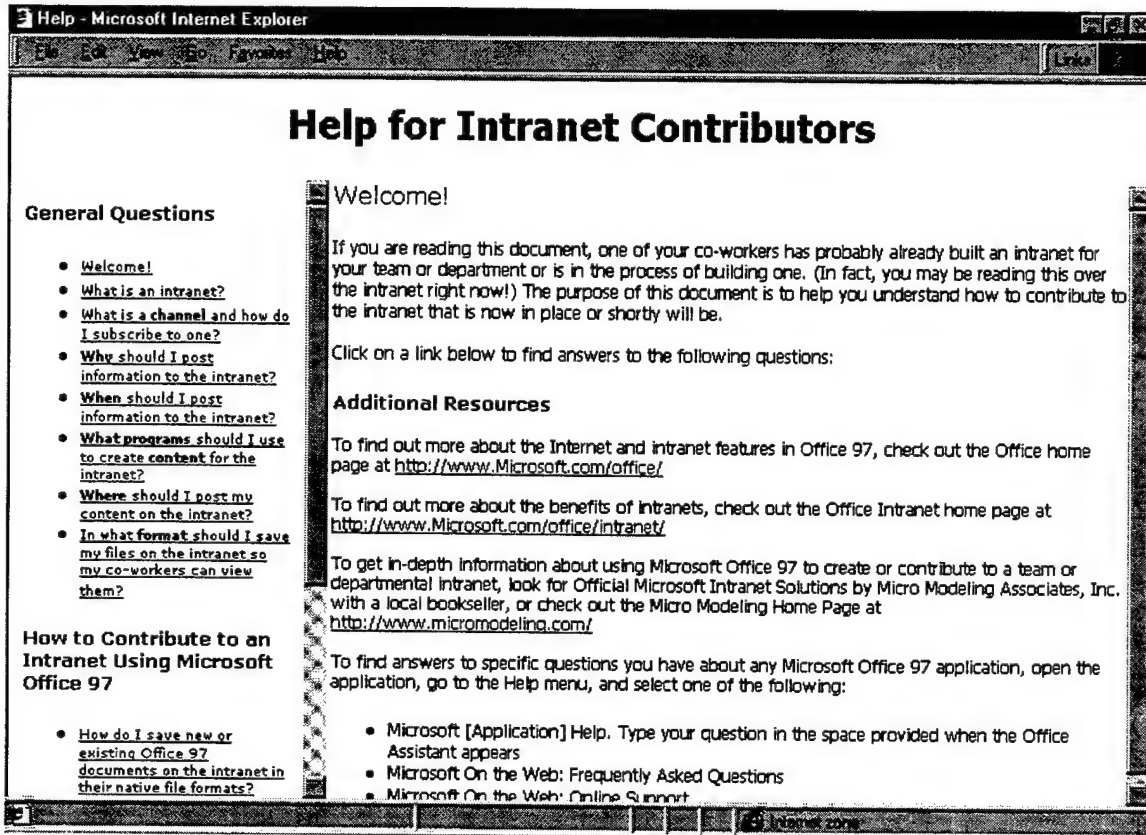 Help - Microsoft Internet Explorer
File Edit View Go Favorites Help
Links
Help for Intranet Contributors
General Questions
• Welcome!
• What is an intranet?
• What is a channel and how do
I subscribe to one?
• Why should I post
information to the intranet?
• When should I post
information to the intranet?
• What programs should I use
to create content for the
intranet?
• Where should I post my
content on the intranet?
• In what format should I save
my files on the intranet so
my co-workers can view
them?
How to Contribute to an
Intranet Using Microsoft
Office 97
• How do I save new or
existing Office 97
documents on the intranet in
their native file formats?
Welcome!
If you are reading this document, one of your co-workers has probably already built an intranet for
your team or department or is in the process of building one. (In fact, you may be reading this over
the intranet right now!) The purpose of this document is to help you understand how to contribute to
the intranet that is now in place or shortly will be.
Click on a link below to find answers to the following questions:
Additional Resources
To find out more about the Internet and intranet features in Office 97, check out the Office home
page at http://www.Microsoft.com/office/
To find out more about the benefits of intranets, check out the Office Intranet home page at
http://www.Microsoft.com/office/intranet/
To get in-depth information about using Microsoft Office 97 to create or contribute to a team or
departmental intranet, look for Official Microsoft Intranet Solutions by Micro Modeling Associates, Inc.
with a local bookseller, or check out the Micro Modeling Home Page at
http://www.micromodeling.com/
To find answers to specific questions you have about any Microsoft Office 97 application, open the
application, go to the Help menu, and select one of the following:
• Microsoft [Application] Help. Type your question in the space provided when the Office
Assistant appears
• Microsoft On the Web: Frequently Asked Questions
• Microsoft On the Web: Online Support
Internet zone